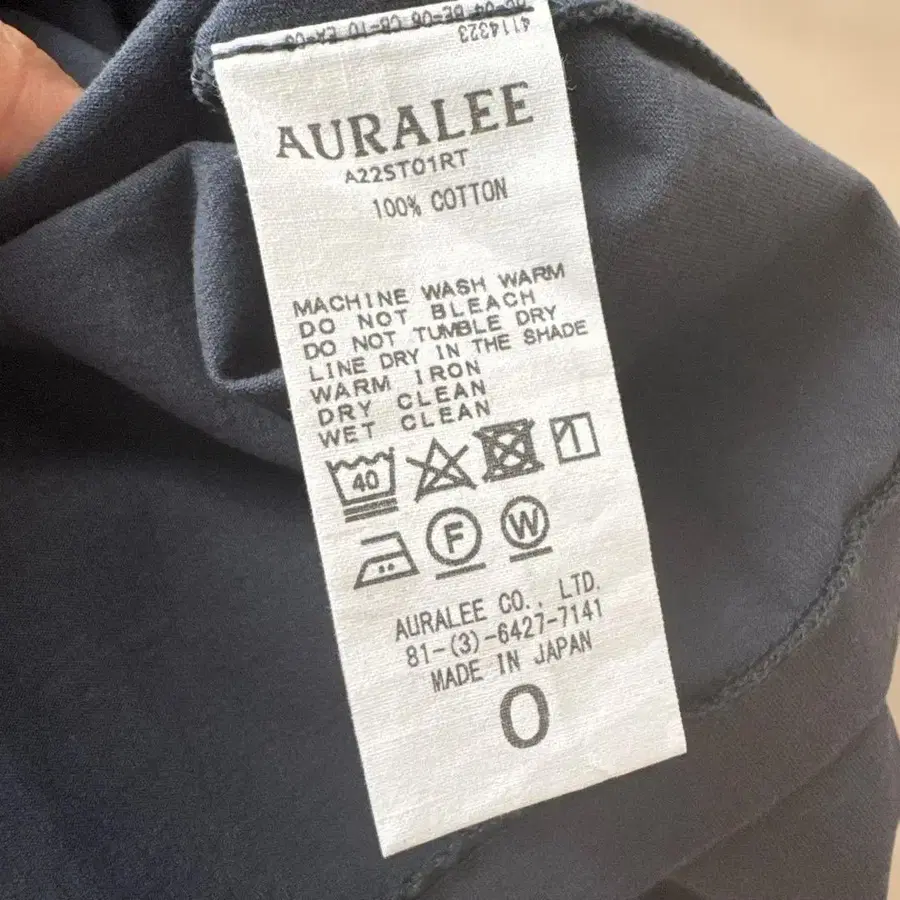 4114323
AURALEE
A22ST01RT
100% COTTON
MACHINE WASH WARM
DO NOT BLEACH
DO NOT TUMBLE DRY
LINE DRY IN THE SHADE
WARM IRON
DRY CLEAN
WET CLEAN
40
F
W
AURALEE CO., LTD.
81-(3)-6427-7141
MADE IN JAPAN
0